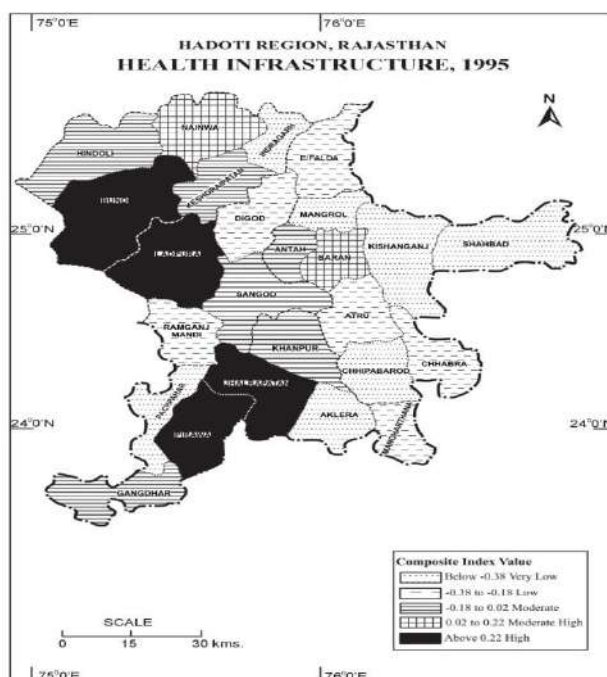 75°0'E 76°0'E
HADOTI REGION, RAJASTHAN
HEALTH INFRASTRUCTURE, 1995
N
NAINWA
HINDOLI
INDRAGARH
E/FALDA
KESHORAIPATAN
BUNDI
DIGOD
MANGROL
25°0'N 25°0'N
LADPURA
ANTAH
BARAN
KISHANGANJ
SHAHBAD
SANGOD
ATRU
RAMGANJ
MANDI
KHANPUR
CHHABRA
CHHIPABAROD
JHALRAPATAN
PACHPAHAR
AKLERA
MANOHARTHANA
24°0'N 24°0'N
PIRAWA
GANGDHAR
Composite Index Value
Below -0.38 Very Low
-0.38 to -0.18 Low
-0.18 to 0.02 Moderate
0.02 to 0.22 Moderate High
Above 0.22 High
SCALE
0 15 30 kms.
75°0'E 76°0'E